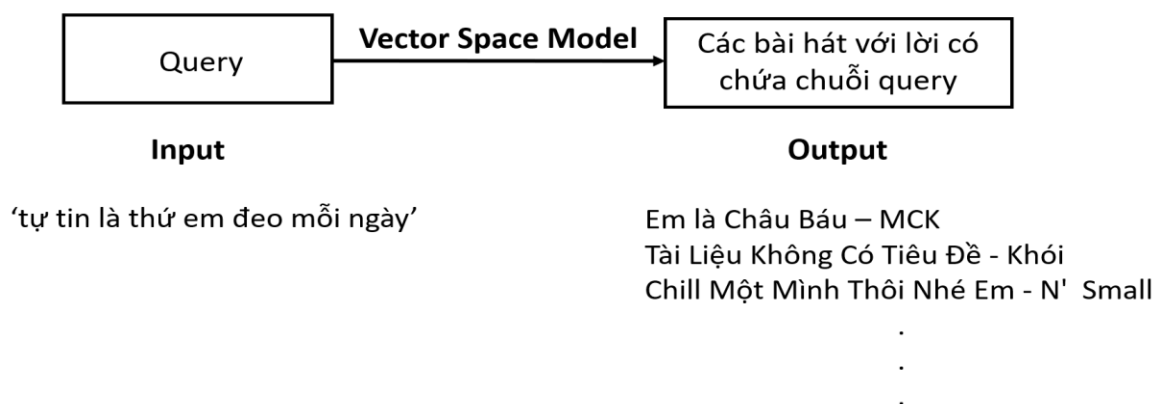 Query
Vector Space Model
Các bài hát với lời có
chứa chuỗi query
Input
Output
‘tự tin là thứ em đeo mỗi ngày’
Em là Châu Báu – MCK
Tài Liệu Không Có Tiêu Đề - Khói
Chill Một Mình Thôi Nhé Em - N' Small
.
.
.